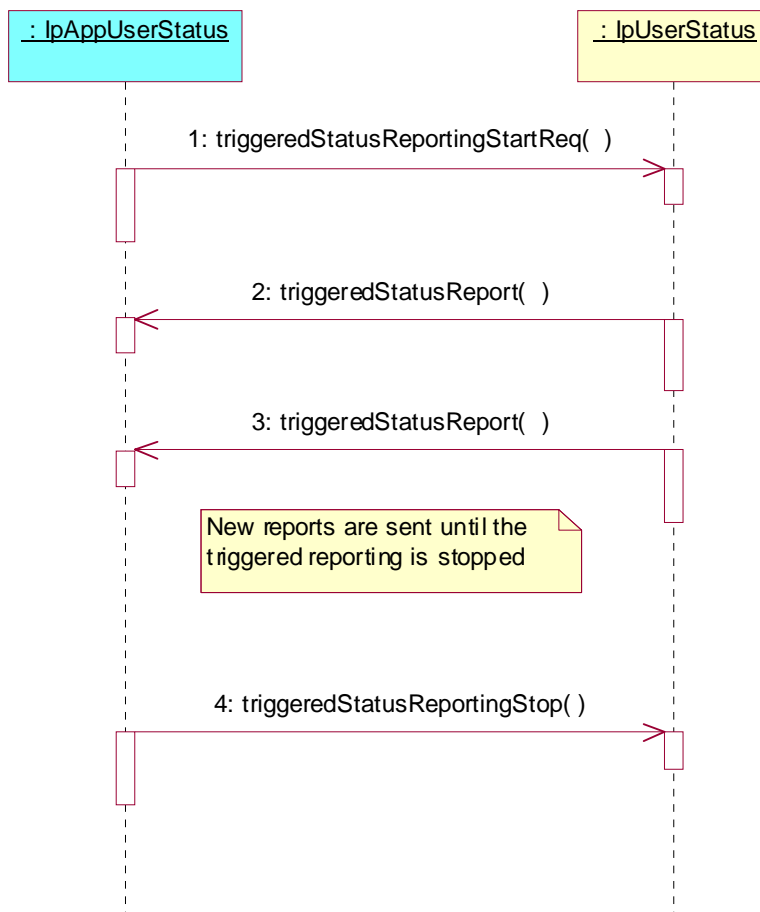 : IpAppUserStatus
: IpUserStatus
1: triggeredStatusReportingStartReq( )
2: triggeredStatusReport( )
3: triggeredStatusReport( )
New reports are sent until the
triggered reporting is stopped
4: triggeredStatusReportingStop( )